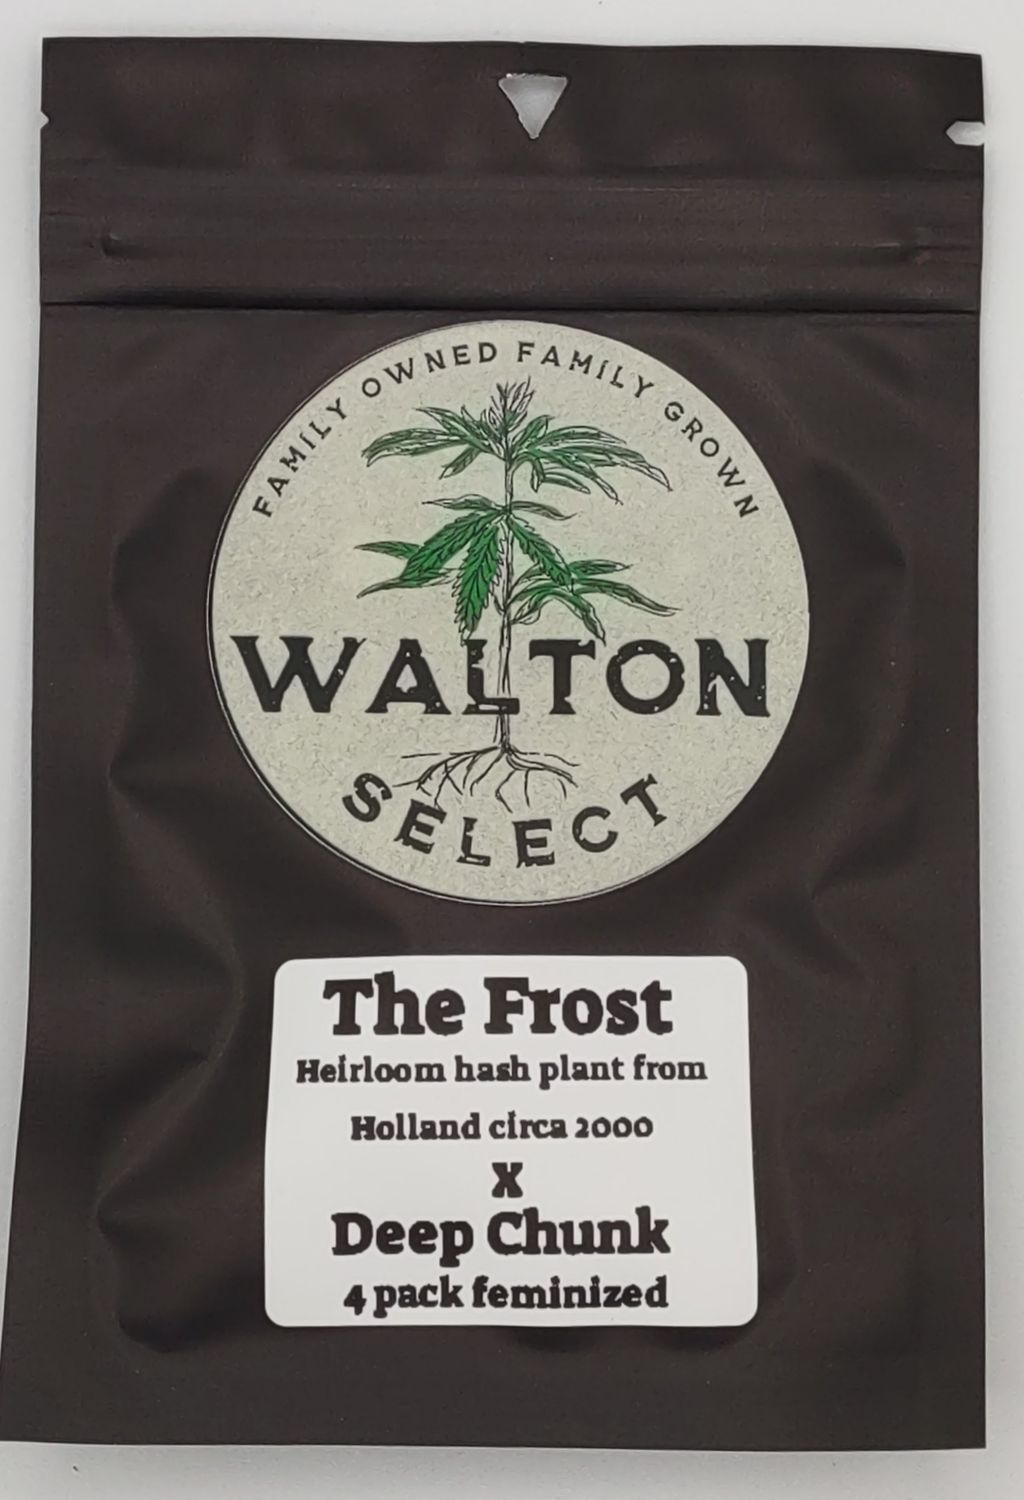 FAMILY OWNED FAMILY GROWN
WALTON
SELECT
The Frost
Heirloom hash plant from
Holland circa 2000
X
Deep Chunk
4 pack feminized